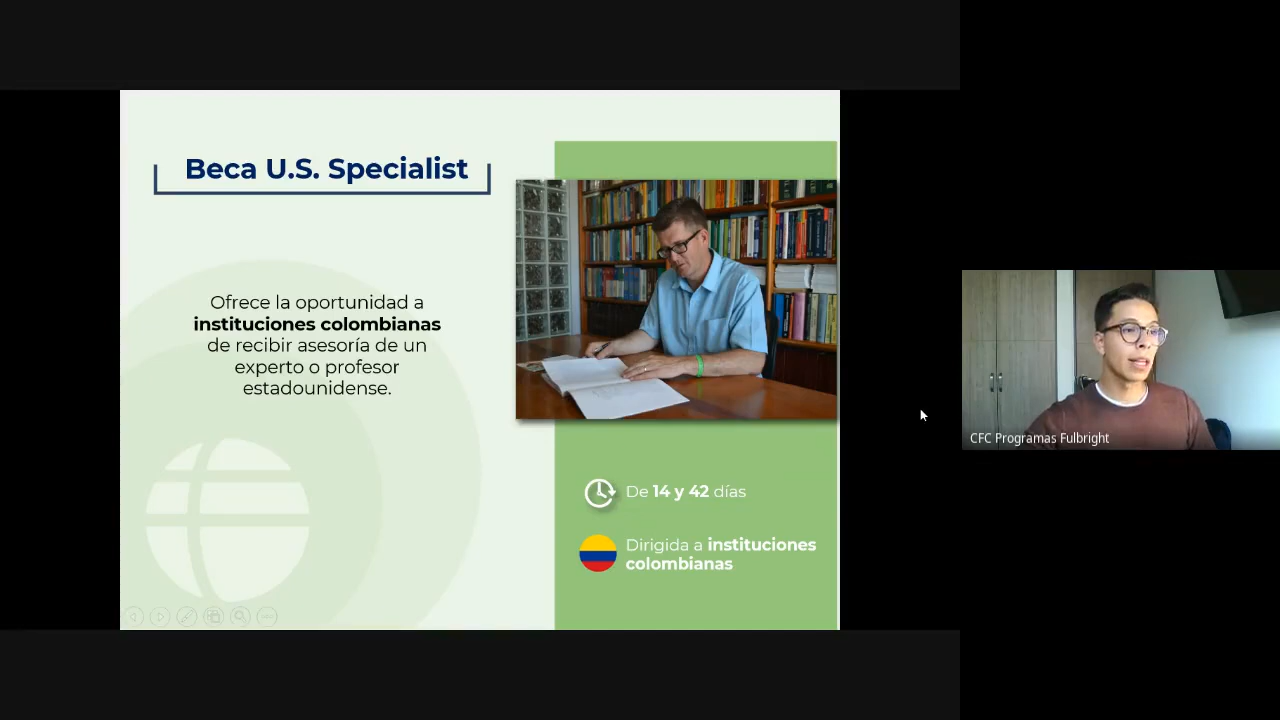 Beca U.S. Specialist
Ofrece la oportunidad a
instituciones colombianas
de recibir asesoría de un
experto o profesor
estadounidense.
De 14 y 42 días
Dirigida a instituciones
colombianas
CFC Programas Fulbright